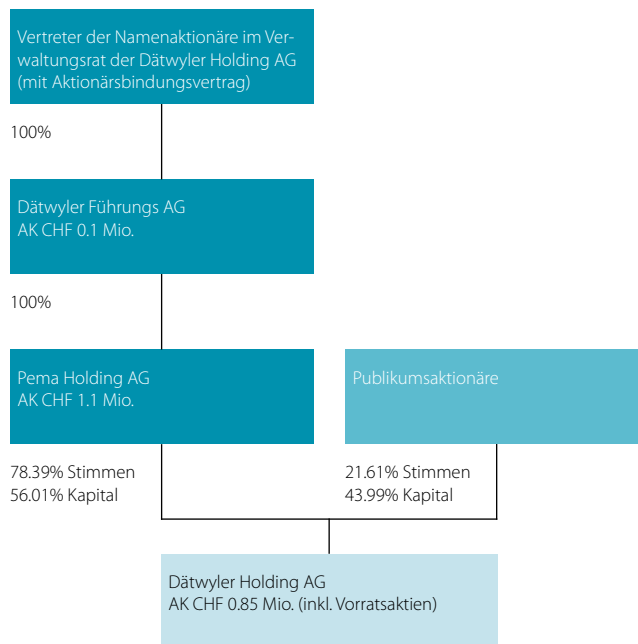 Vertreter der Namenaktionäre im Ver-
waltungsrat der Dätwyler Holding AG
(mit Aktionärsbindungsvertrag)
100%
Dätwyler Führungs AG
AK CHF 0.1 Mio.
100%
Pema Holding AG
AK CHF 1.1 Mio.
Publikumsaktionäre
78.39% Stimmen
56.01% Kapital
21.61% Stimmen
43.99% Kapital
Dätwyler Holding AG
AK CHF 0.85 Mio. (inkl. Vorratsaktien)